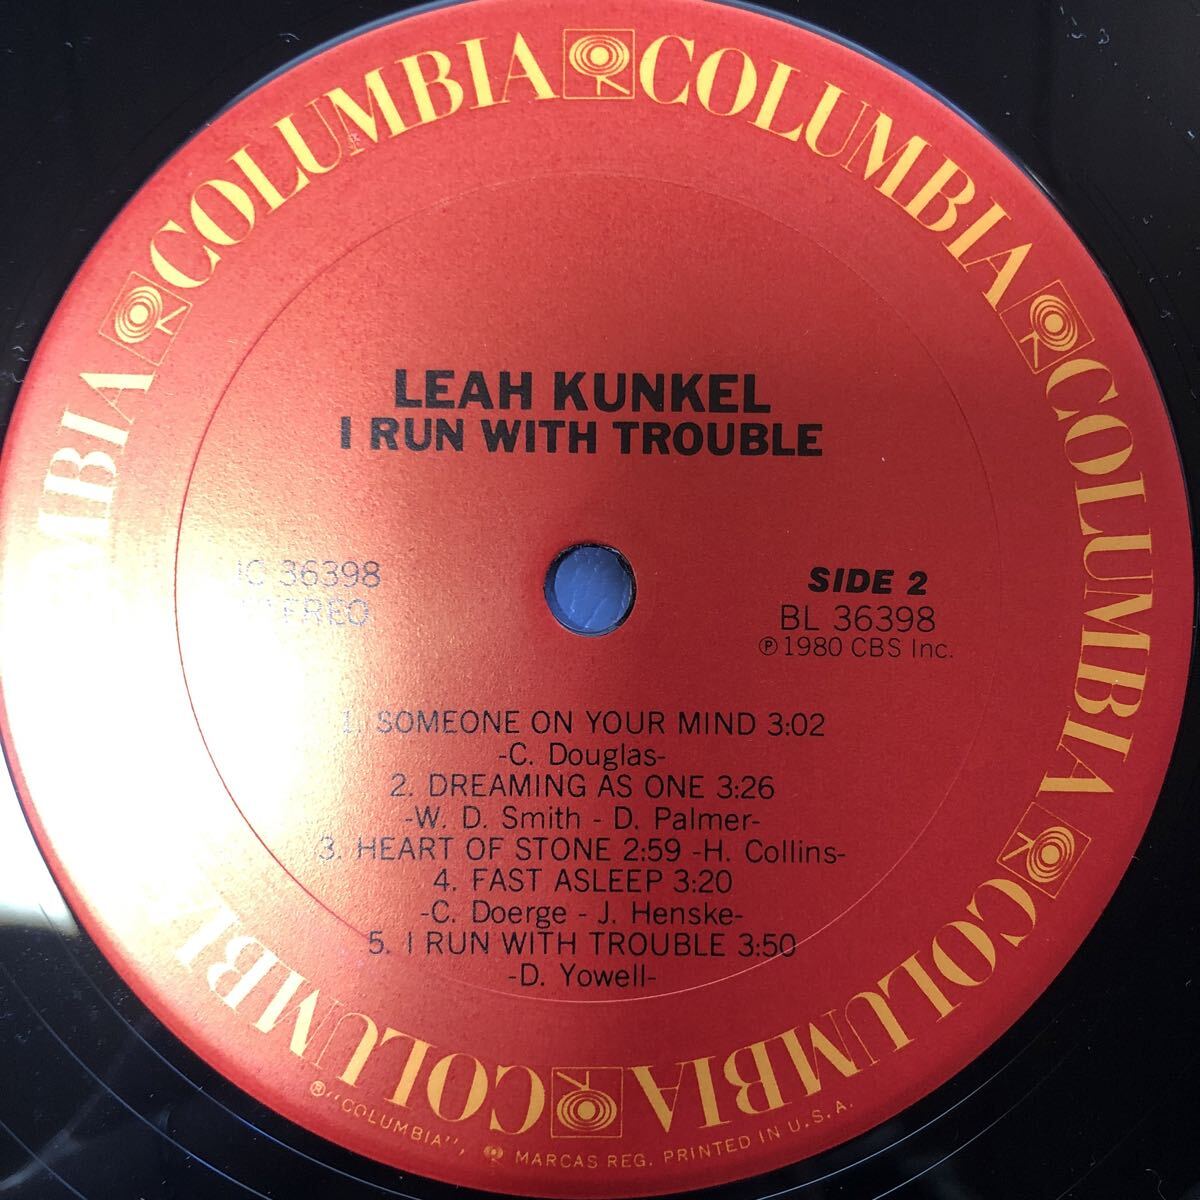 COLUMBIA COLUMBIA COLUMBIA COLUMBIA COLUMBIA
LEAH KUNKEL
I RUN WITH TROUBLE
36398
SIDE 2
BL 36398
℗ 1980 CBS Inc.
1. SOMEONE ON YOUR MIND 3:02
-C. Douglas-
2. DREAMING AS ONE 3:26
-W. D. Smith - D. Palmer-
3. HEART OF STONE 2:59 -H. Collins-
4. FAST ASLEEP 3:20
-C. Doerge - J. Henske-
5. I RUN WITH TROUBLE 3:50
-D. Yowell-
® "COLUMBIA", MARCAS REG. PRINTED IN U.S.A.